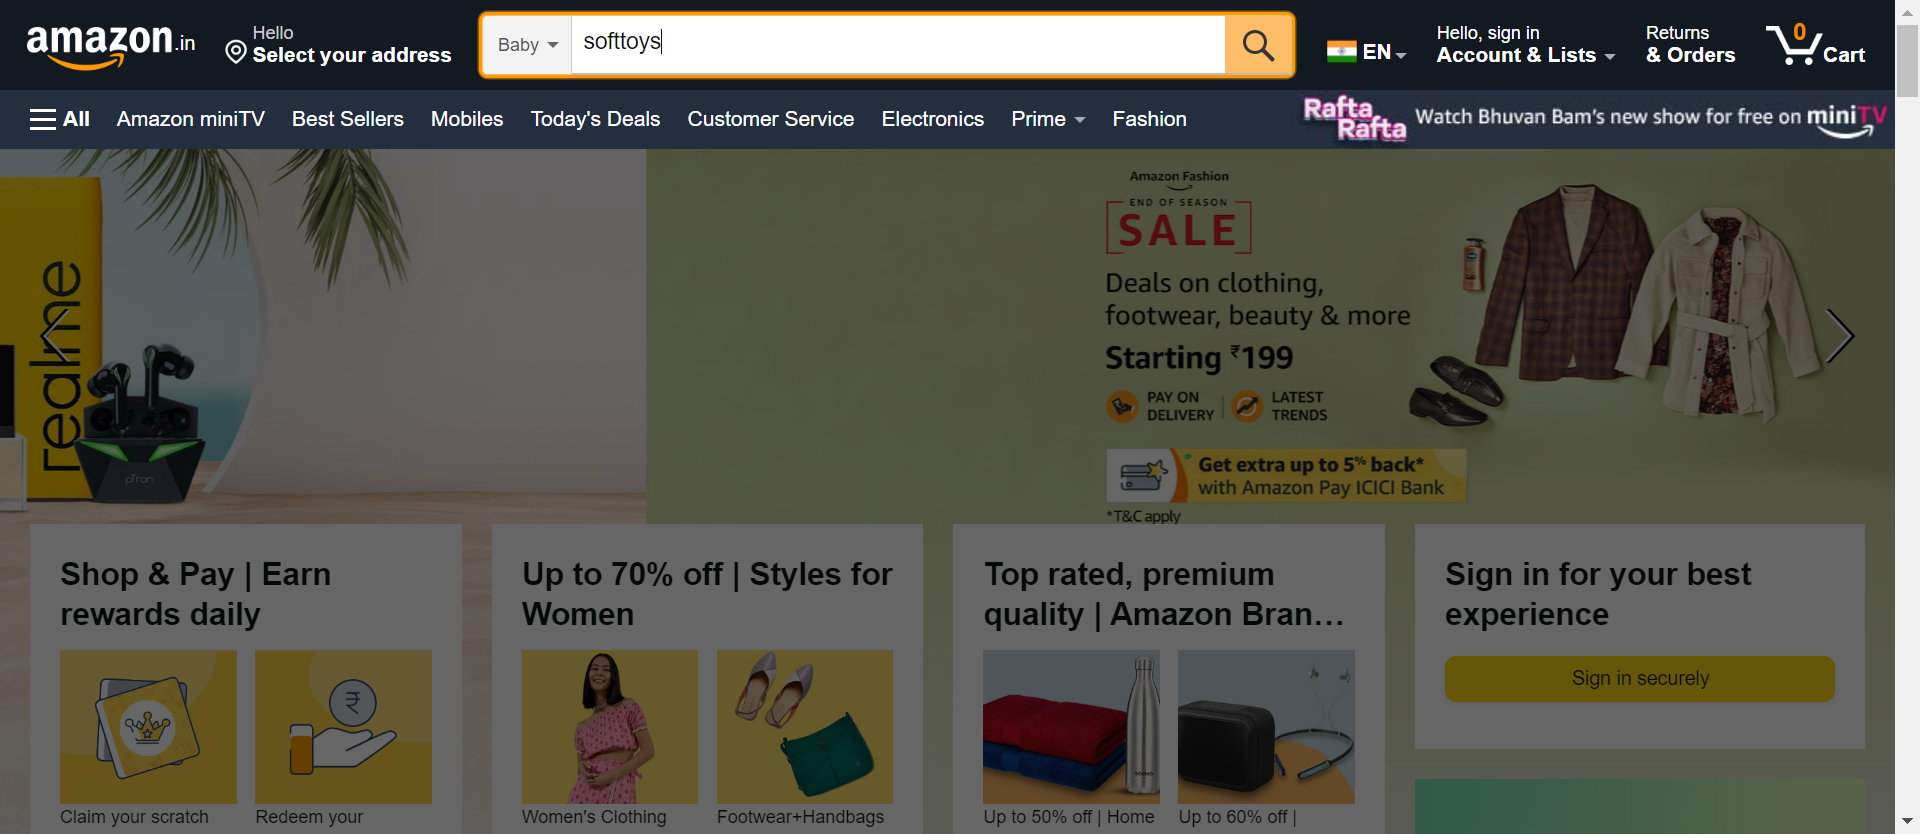 amazon.in
Hello
Select your address
Baby
softtoys
EN
Hello, sign in
Account & Lists
Returns
& Orders
0
Cart
All
Amazon miniTV
Best Sellers
Mobiles
Today's Deals
Customer Service
Electronics
Prime
Fashion
Rafta
Rafta
Watch Bhuvan Bam's new show for free on miniTV
realme
pTron
Amazon Fashion
END OF SEASON
SALE
Deals on clothing,
footwear, beauty & more
Starting ₹199
PAY ON
DELIVERY
LATEST
TRENDS
Get extra up to 5% back*
with Amazon Pay ICICI Bank
*T&C apply
Shop & Pay | Earn
rewards daily
Claim your scratch
Redeem your
Up to 70% off | Styles for
Women
Women's Clothing
Footwear+Handbags
Top rated, premium
quality | Amazon Bran…
Up to 50% off | Home
Up to 60% off |
Sign in for your best
experience
Sign in securely